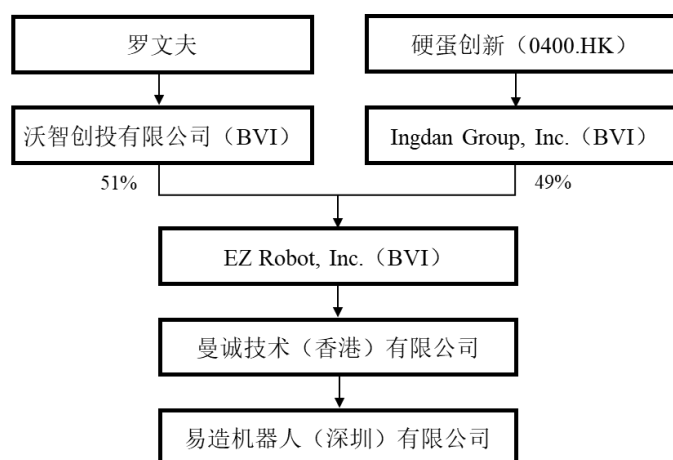 罗文夫
硬蛋创新（0400.HK）
沃智创投有限公司（BVI）
Ingdan Group, Inc.（BVI）
51%
49%
EZ Robot, Inc.（BVI）
曼诚技术（香港）有限公司
易造机器人（深圳）有限公司